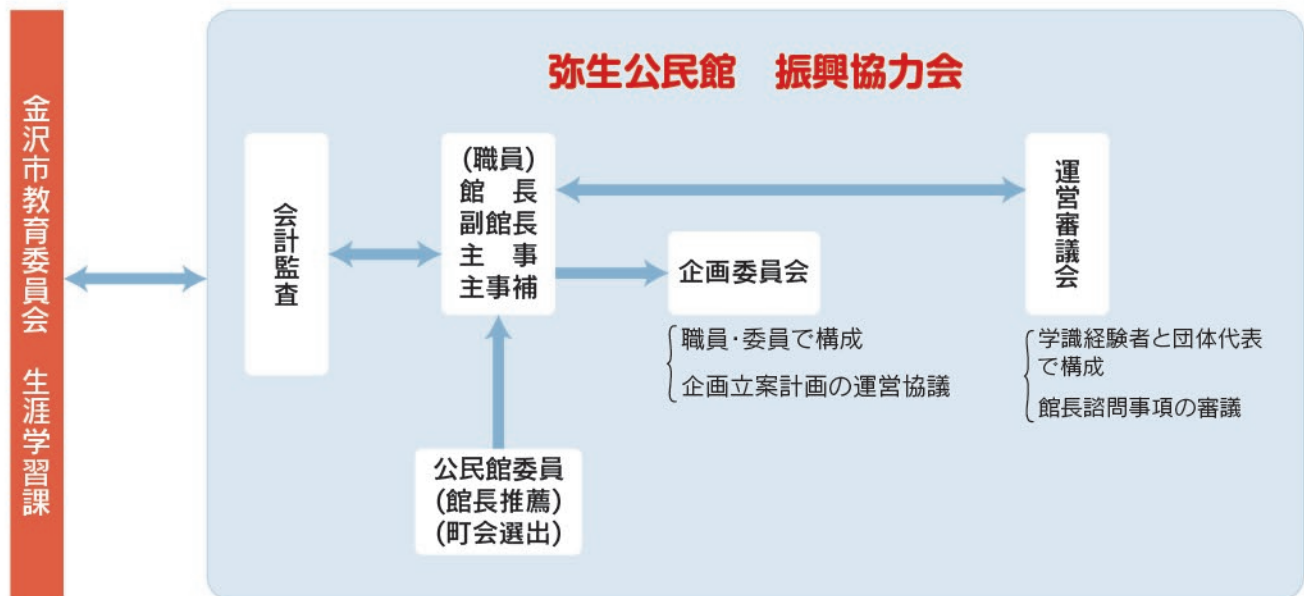 金沢市教育委員会　生涯学習課
弥生公民館　振興協力会
会計監査
(職員)
館　長
副館長
主　事
主事補
企画委員会
職員・委員で構成
企画立案計画の運営協議
運営審議会
学識経験者と団体代表
で構成
館長諮問事項の審議
公民館委員
(館長推薦)
(町会選出)